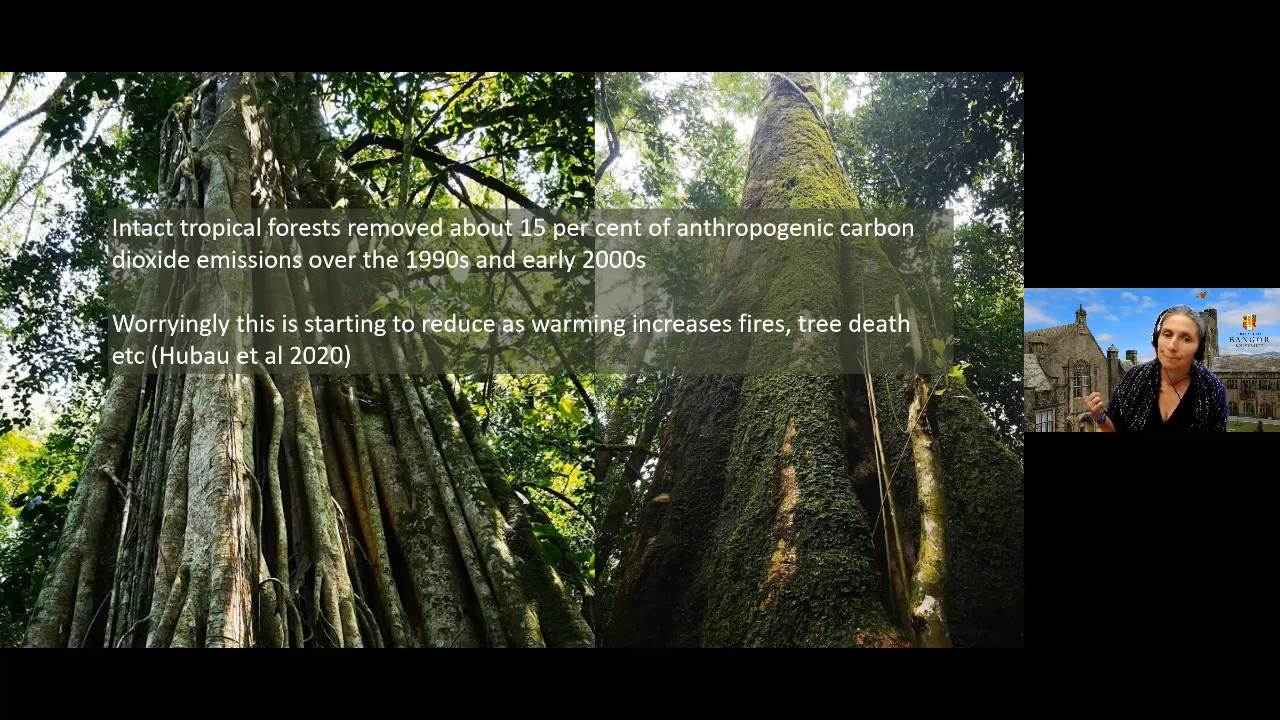 Intact tropical forests removed about 15 per cent of anthropogenic carbon
dioxide emissions over the 1990s and early 2000s
Worryingly this is starting to reduce as warming increases fires, tree death
etc (Hubau et al 2020)
BANGOR
UNIVERSITY